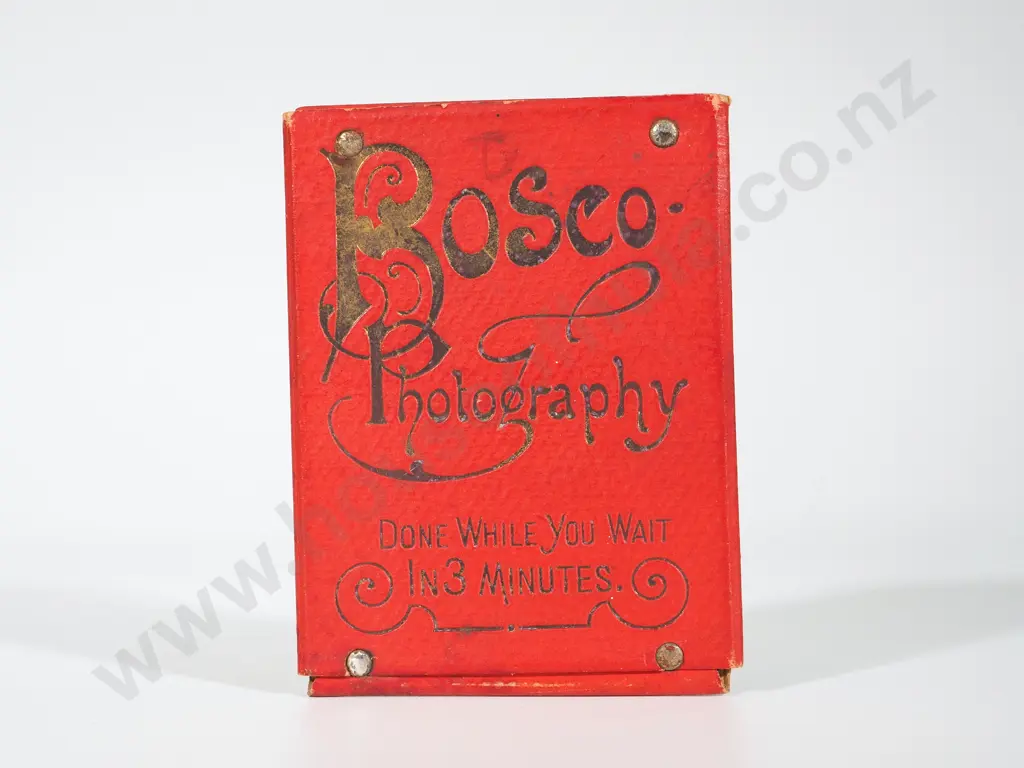 Bosco.
Photography
DONE WHILE YOU WAIT
IN 3 MINUTES.